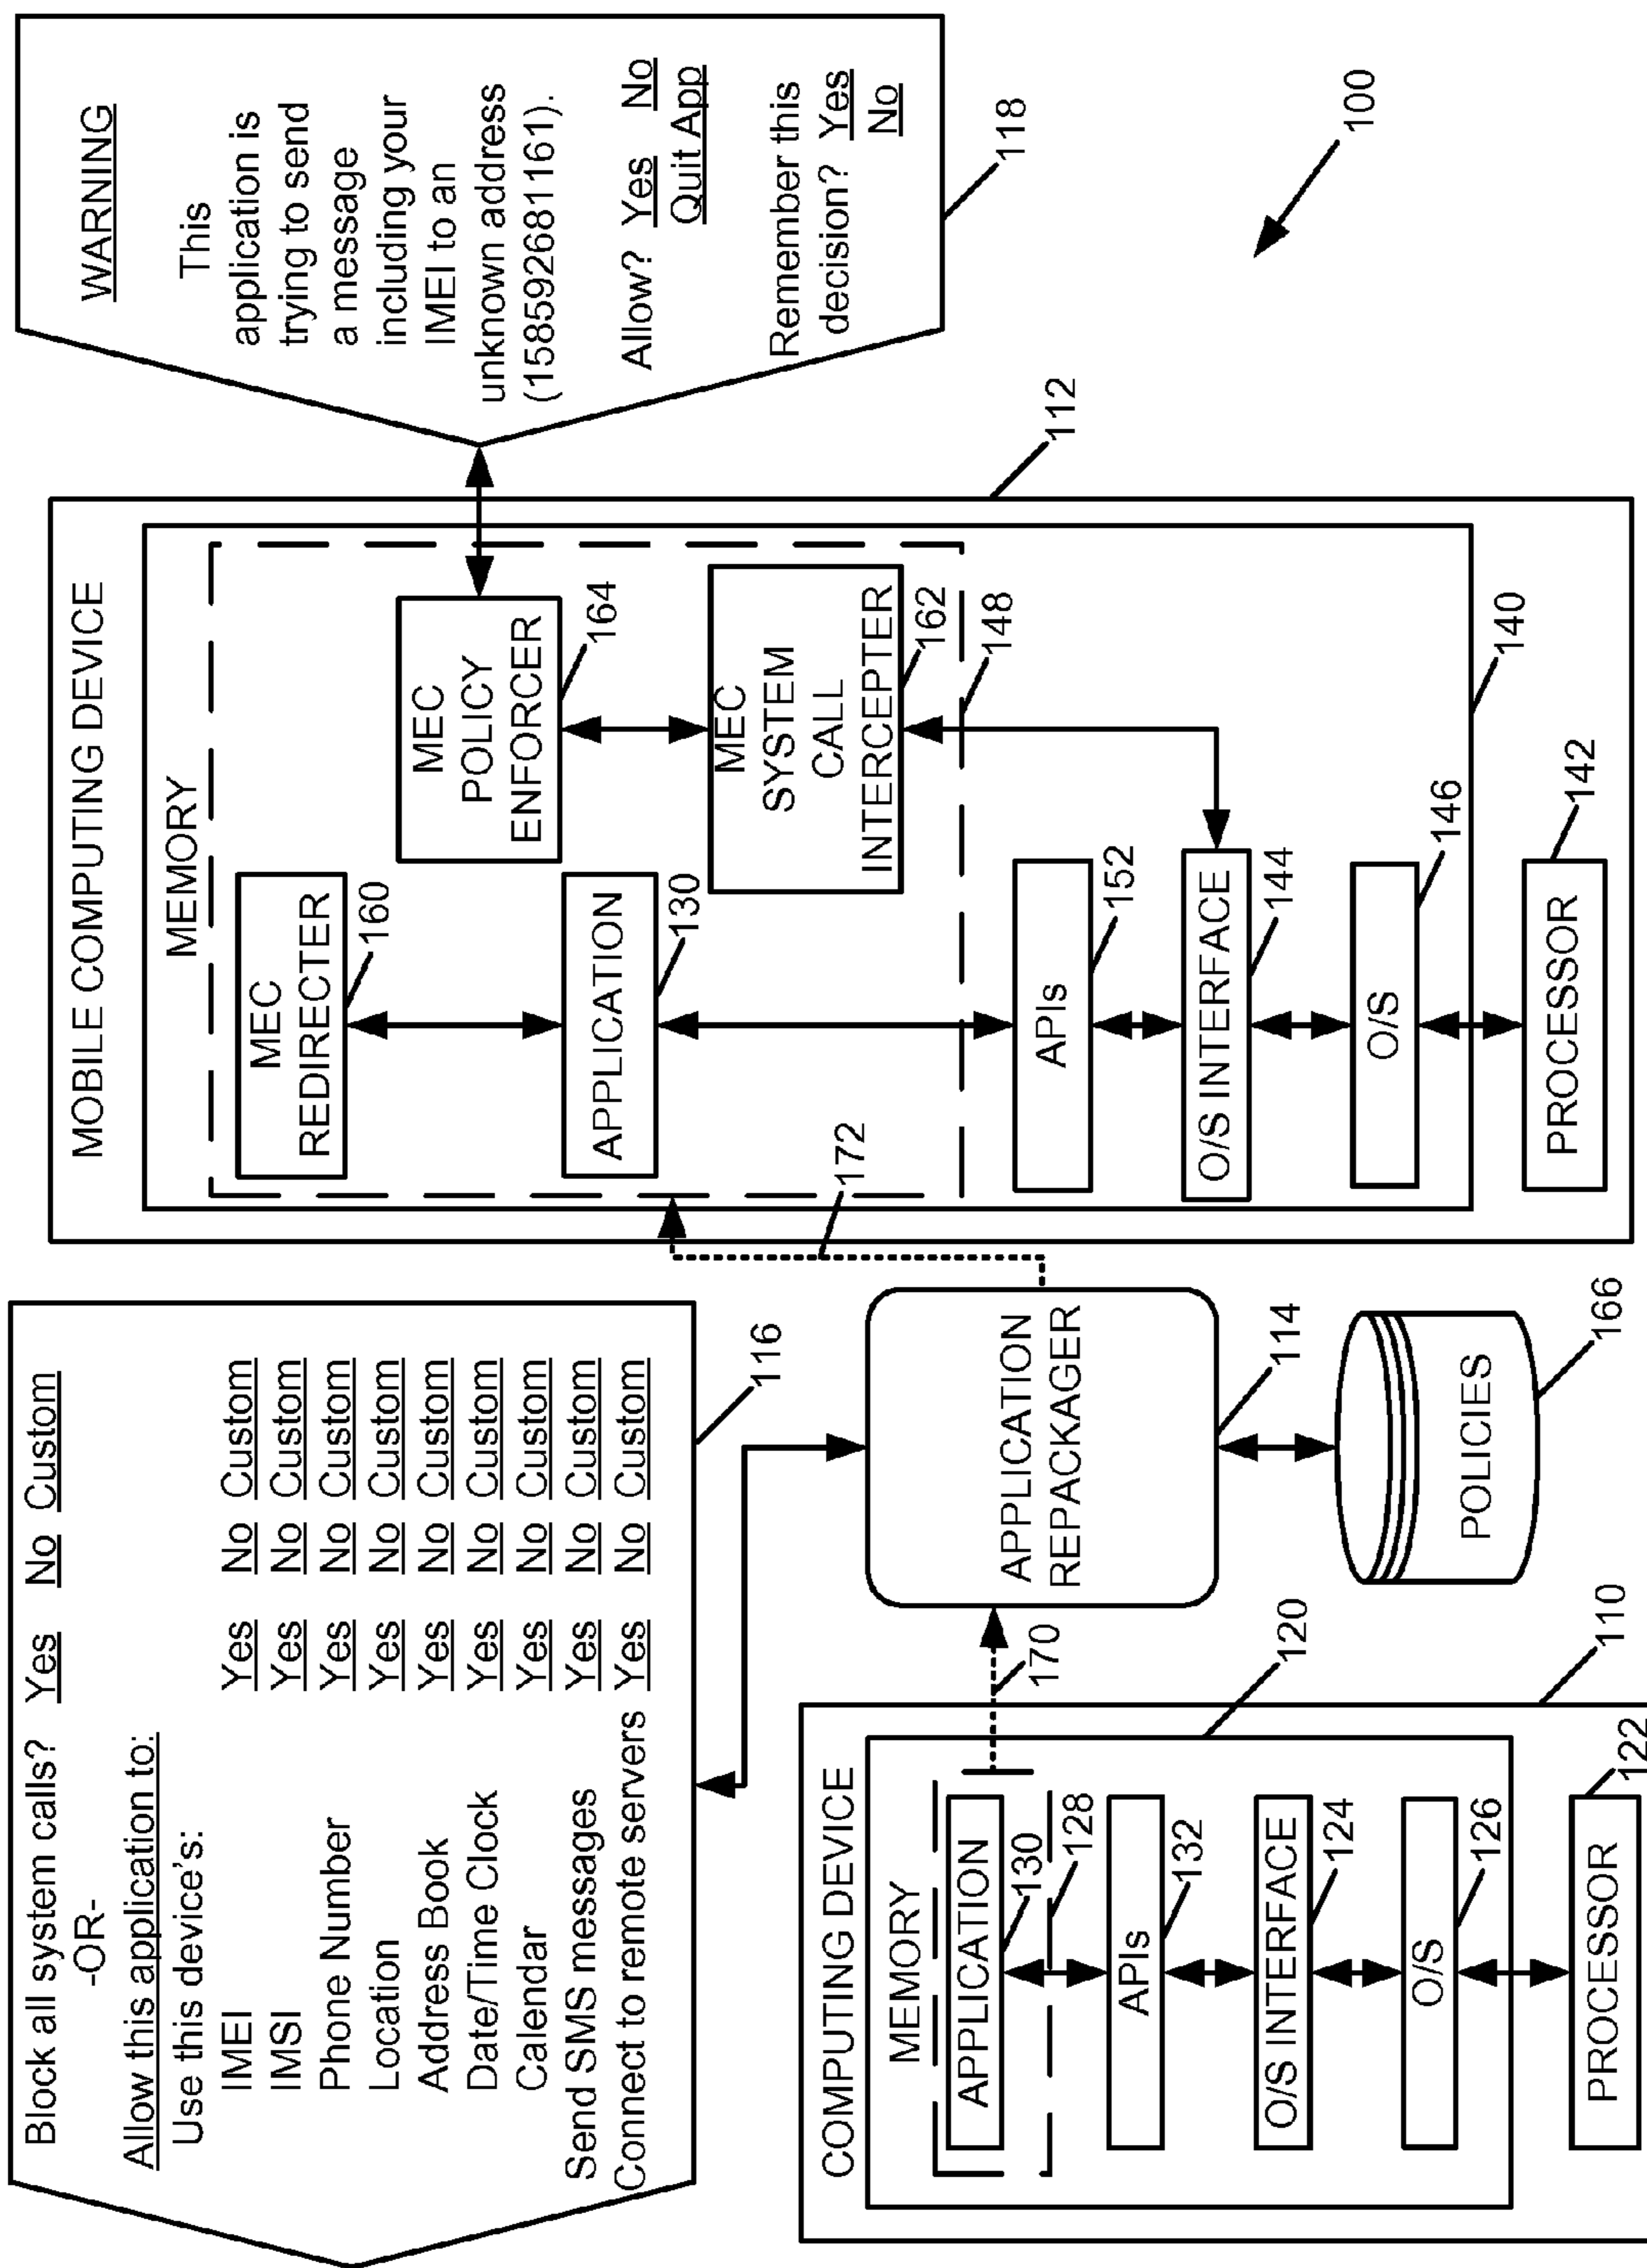 Block all system calls? Yes No Custom
-OR-
Allow this application to:
Use this device's:
IMEI Yes No Custom
IMSI Yes No Custom
Phone Number Yes No Custom
Location Yes No Custom
Address Book Yes No Custom
Date/Time Clock Yes No Custom
Calendar Yes No Custom
Send SMS messages Yes No Custom
Connect to remote servers Yes No Custom
116
COMPUTING DEVICE
MEMORY
APPLICATION
130
128
APIs
132
O/S INTERFACE
124
O/S
126
PROCESSOR
122
120
110
170
APPLICATION
REPACKAGER
114
POLICIES
166
172
MOBILE COMPUTING DEVICE
MEMORY
MEC
REDIRECTER
160
APPLICATION
130
MEC
POLICY
ENFORCER
164
MEC
SYSTEM
CALL
INTERCEPTER
162
148
APIs
152
O/S INTERFACE
144
O/S
146
PROCESSOR
142
140
112
WARNING
This
application is
trying to send
a message
including your
IMEI to an
unknown address
(15859268116​1).
Allow? Yes No
Quit App
Remember this
decision? Yes
No
118
100